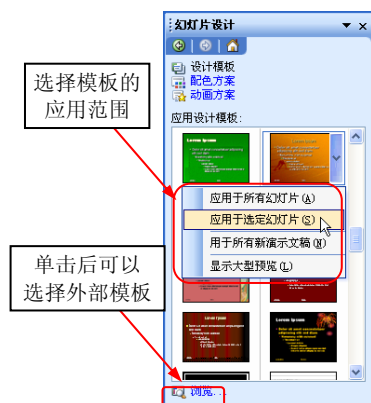 幻灯片设计
设计模板
配色方案
动画方案
应用设计模板:
选择模板的
应用范围
应用于所有幻灯片(A)
应用于选定幻灯片(S)
用于所有新演示文稿(W)
显示大型预览(L)
单击后可以
选择外部模板
浏览...